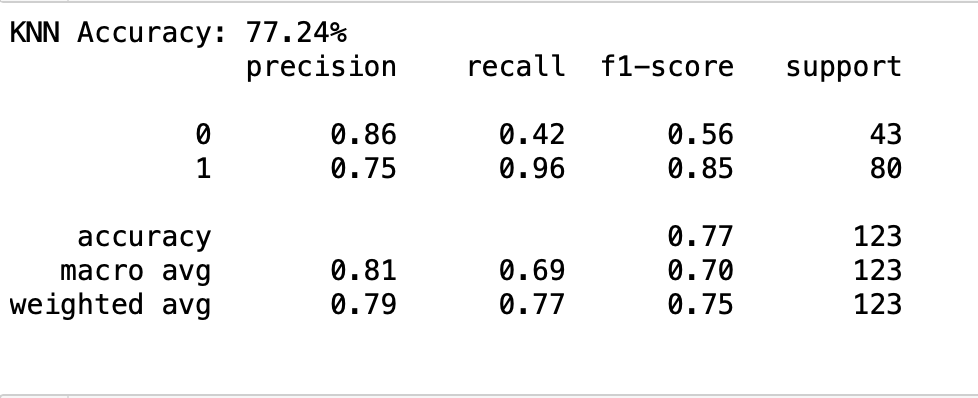 KNN Accuracy: 77.24%
precision recall f1-score support
0 0.86 0.42 0.56 43
1 0.75 0.96 0.85 80
accuracy 0.77 123
macro avg 0.81 0.69 0.70 123
weighted avg 0.79 0.77 0.75 123